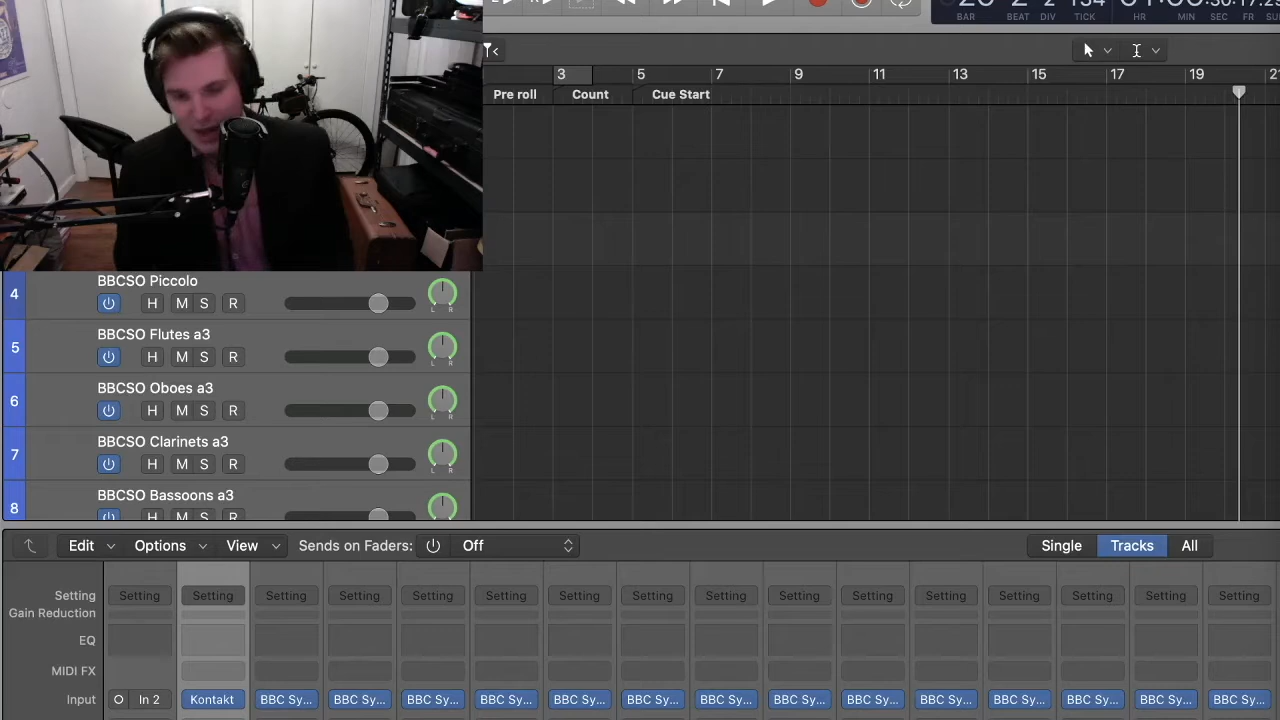 BAR BEAT DIV TICK HR MIN SEC FR
3 5 7 9 11 13 15 17 19
Pre roll Count Cue Start
4 BBCSO Piccolo
H M S R
L R
5 BBCSO Flutes a3
H M S R
L R
6 BBCSO Oboes a3
H M S R
L R
7 BBCSO Clarinets a3
H M S R
L R
8 BBCSO Bassoons a3
H M S R
Edit Options View Sends on Faders: Off Single Tracks All
Setting Setting Setting Setting Setting Setting Setting Setting Setting Setting Setting Setting Setting Setting Setting Setting Setting
Gain Reduction
EQ
MIDI FX
Input In 2 Kontakt BBC Sy... BBC Sy... BBC Sy... BBC Sy... BBC Sy... BBC Sy... BBC Sy... BBC Sy... BBC Sy... BBC Sy... BBC Sy... BBC Sy... BBC Sy... BBC Sy...